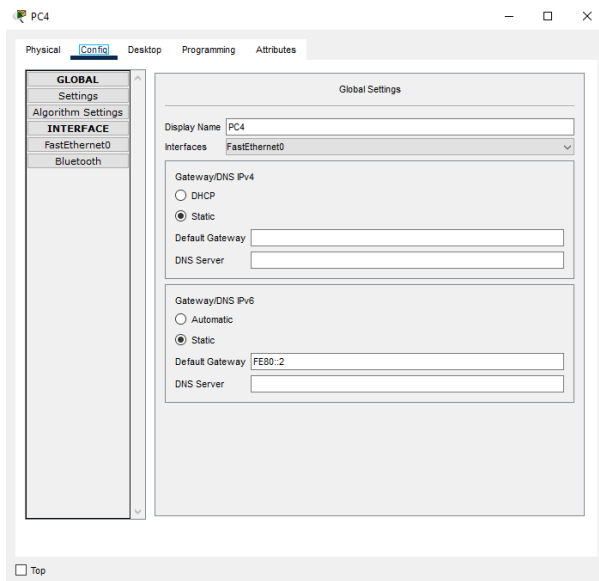 PC4
Physical Config Desktop Programming Attributes
GLOBAL
Settings
Algorithm Settings
INTERFACE
FastEthernet0
Bluetooth
Global Settings
Display Name PC4
Interfaces FastEthernet0
Gateway/DNS IPv4
DHCP
Static
Default Gateway
DNS Server
Gateway/DNS IPv6
Automatic
Static
Default Gateway FE80::2
DNS Server
Top